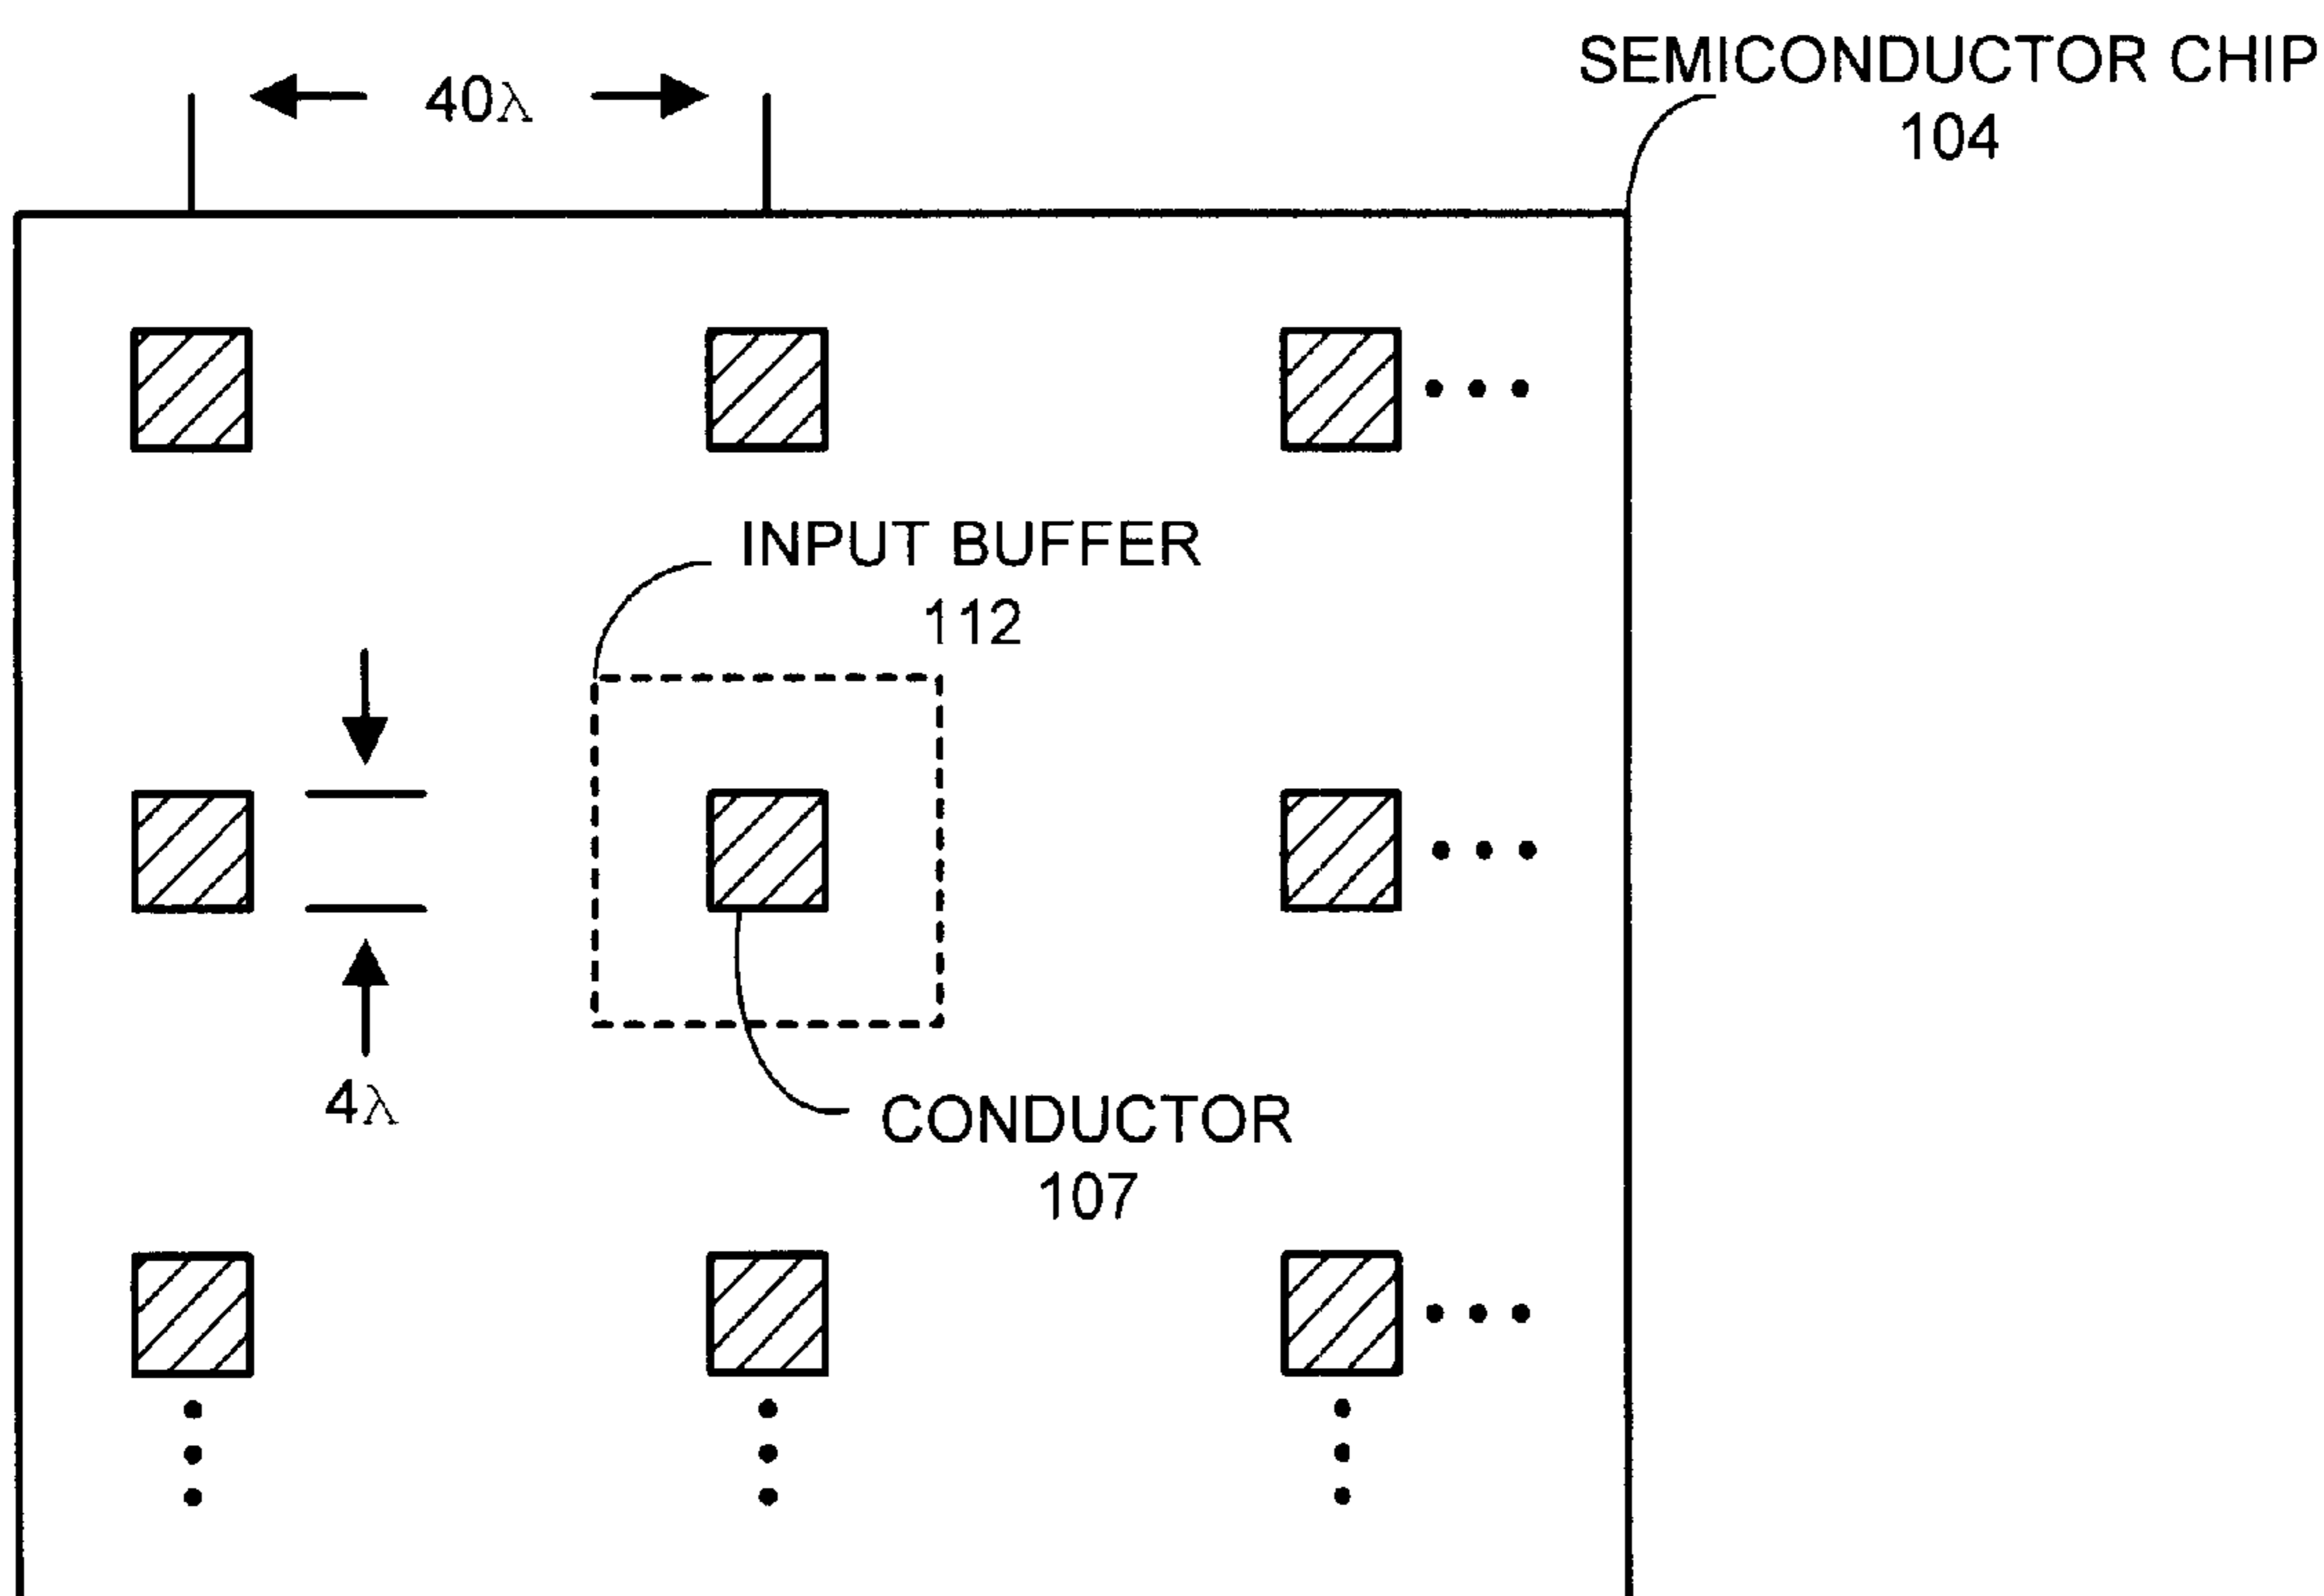 SEMICONDUCTOR CHIP
104
40λ
INPUT BUFFER
112
4λ
CONDUCTOR
107